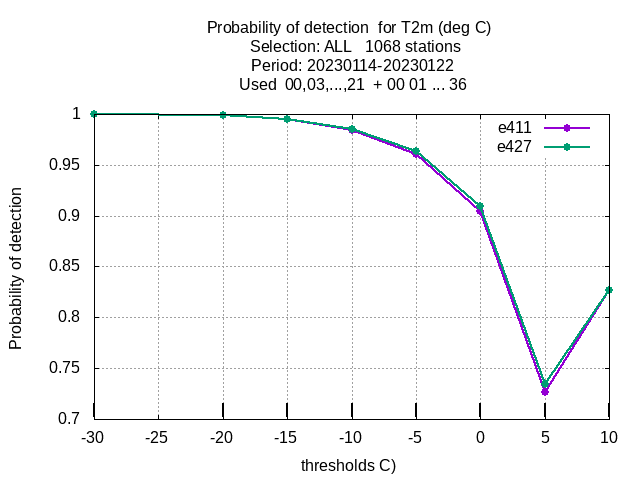 Probability of detection  for T2m (deg C)
Selection: ALL   1068 stations
Period: 20230114-20230122
Used  00,03,...,21  + 00 01 ... 36
e411
e427
1
0.95
0.9
0.85
0.8
0.75
0.7
Probability of detection
-30 -25 -20 -15 -10 -5 0 5 10
thresholds C)